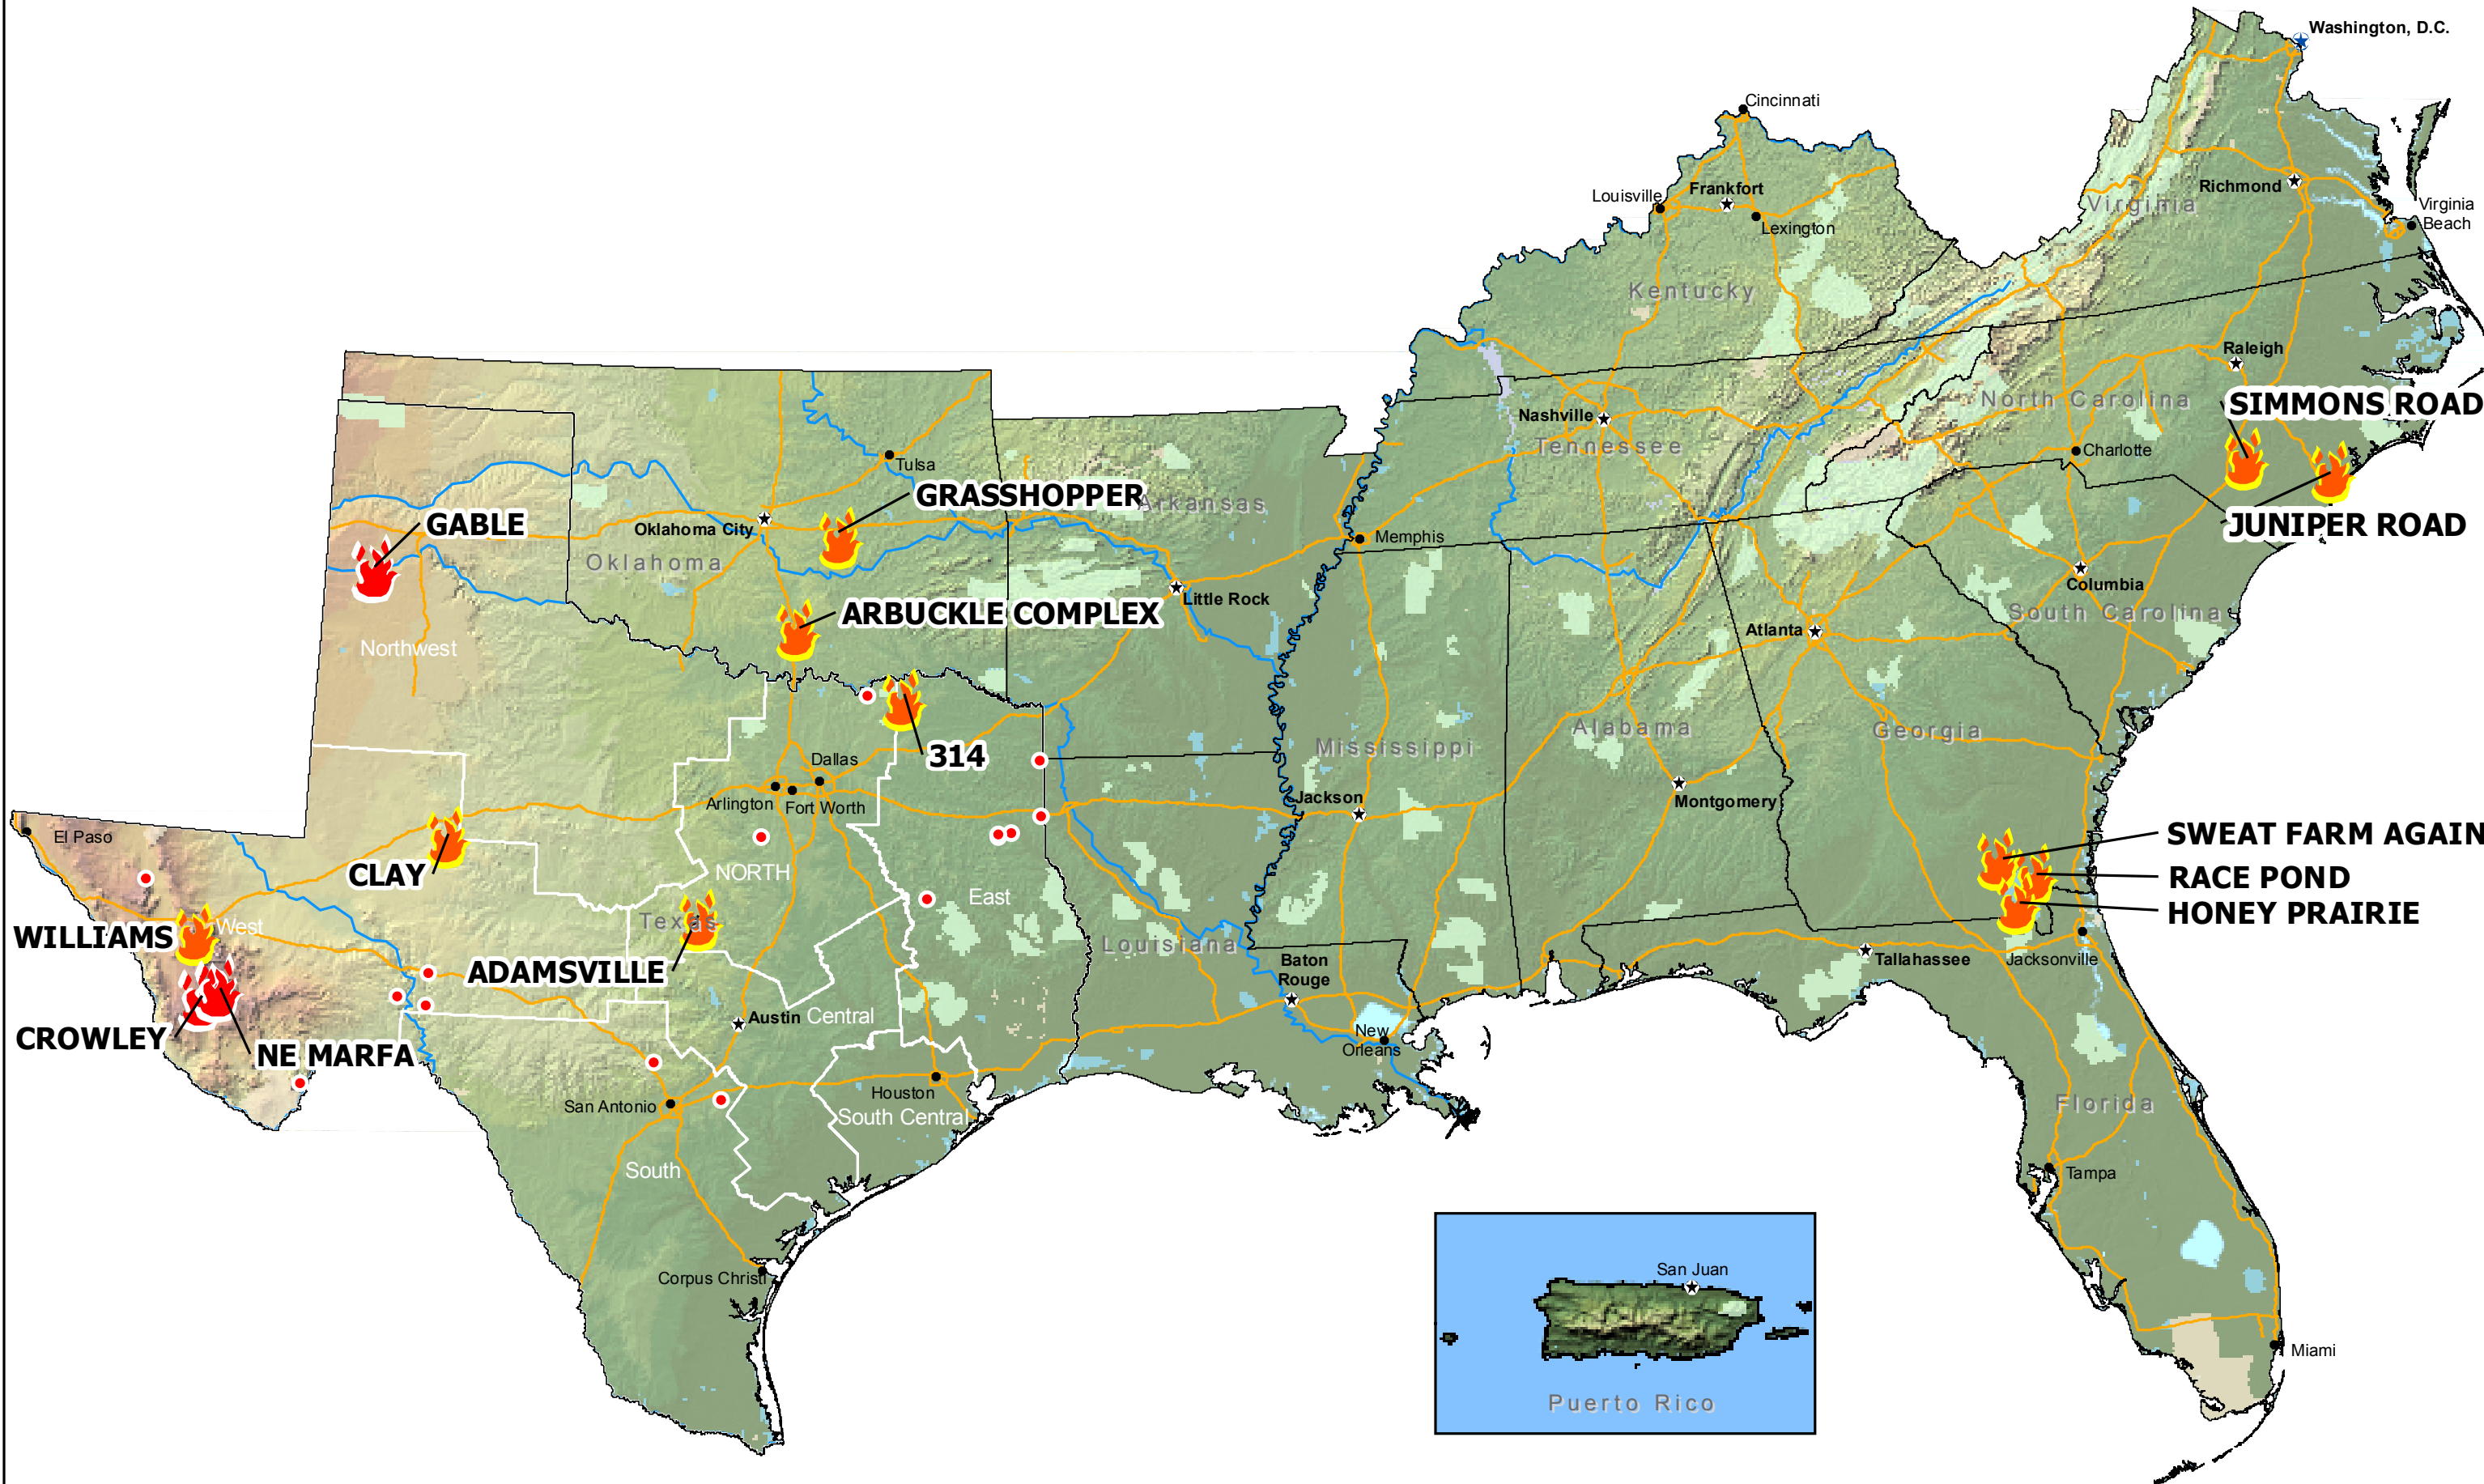 Washington, D.C.
Cincinnati
Louisville
Frankfort
Lexington
Richmond
Virginia
Virginia
Beach
Kentucky
Raleigh
North Carolina
SIMMONS ROAD
Nashville
Tennessee
Charlotte
Tulsa
GRASSHOPPER
Arkansas
GABLE
Oklahoma City
Oklahoma
Memphis
JUNIPER ROAD
Columbia
South Carolina
Little Rock
ARBUCKLE COMPLEX
Atlanta
Northwest
314
Mississippi
Alabama
Georgia
Dallas
Arlington
Fort Worth
Jackson
Montgomery
El Paso
SWEAT FARM AGAIN
CLAY
NORTH
RACE POND
East
HONEY PRAIRIE
West
Texas
WILLIAMS
Louisiana
ADAMSVILLE
Baton
Rouge
Tallahassee
Jacksonville
Austin
Central
CROWLEY
NE MARFA
New
Orleans
Houston
San Antonio
South Central
Florida
South
Tampa
Corpus Christi
San Juan
Miami
Puerto Rico